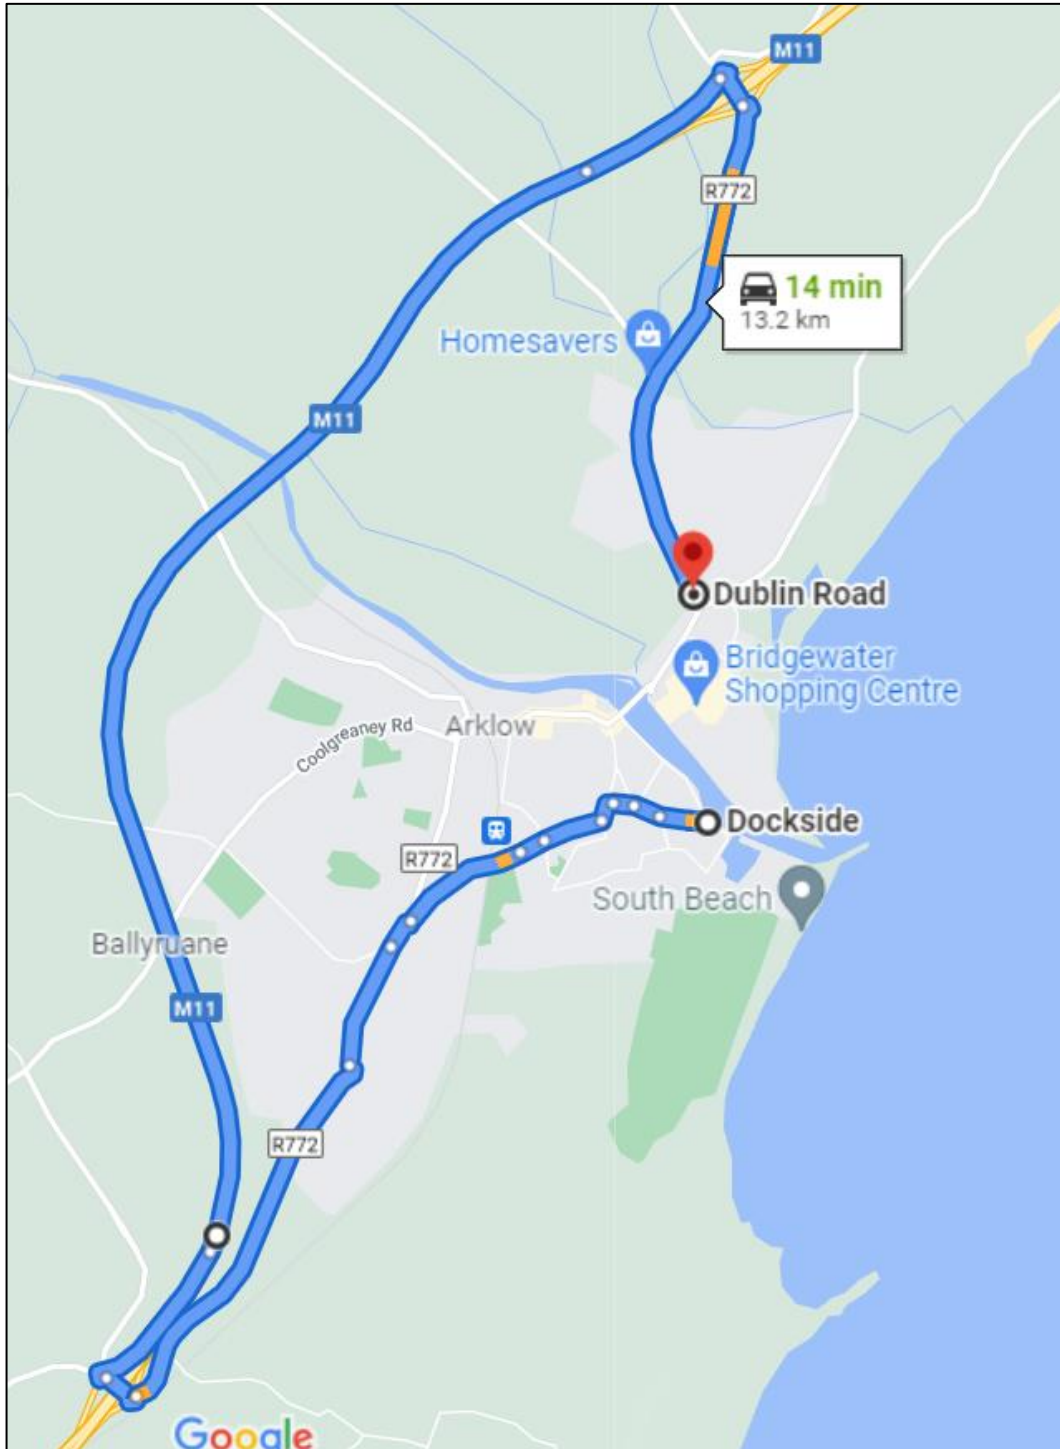 M11
R772
14 min
13.2 km
Homesavers
M11
Dublin Road
Bridgewater
Shopping Centre
Coolgreaney Rd
Arklow
Dockside
R772
South Beach
Ballyruane
M11
R772
Google